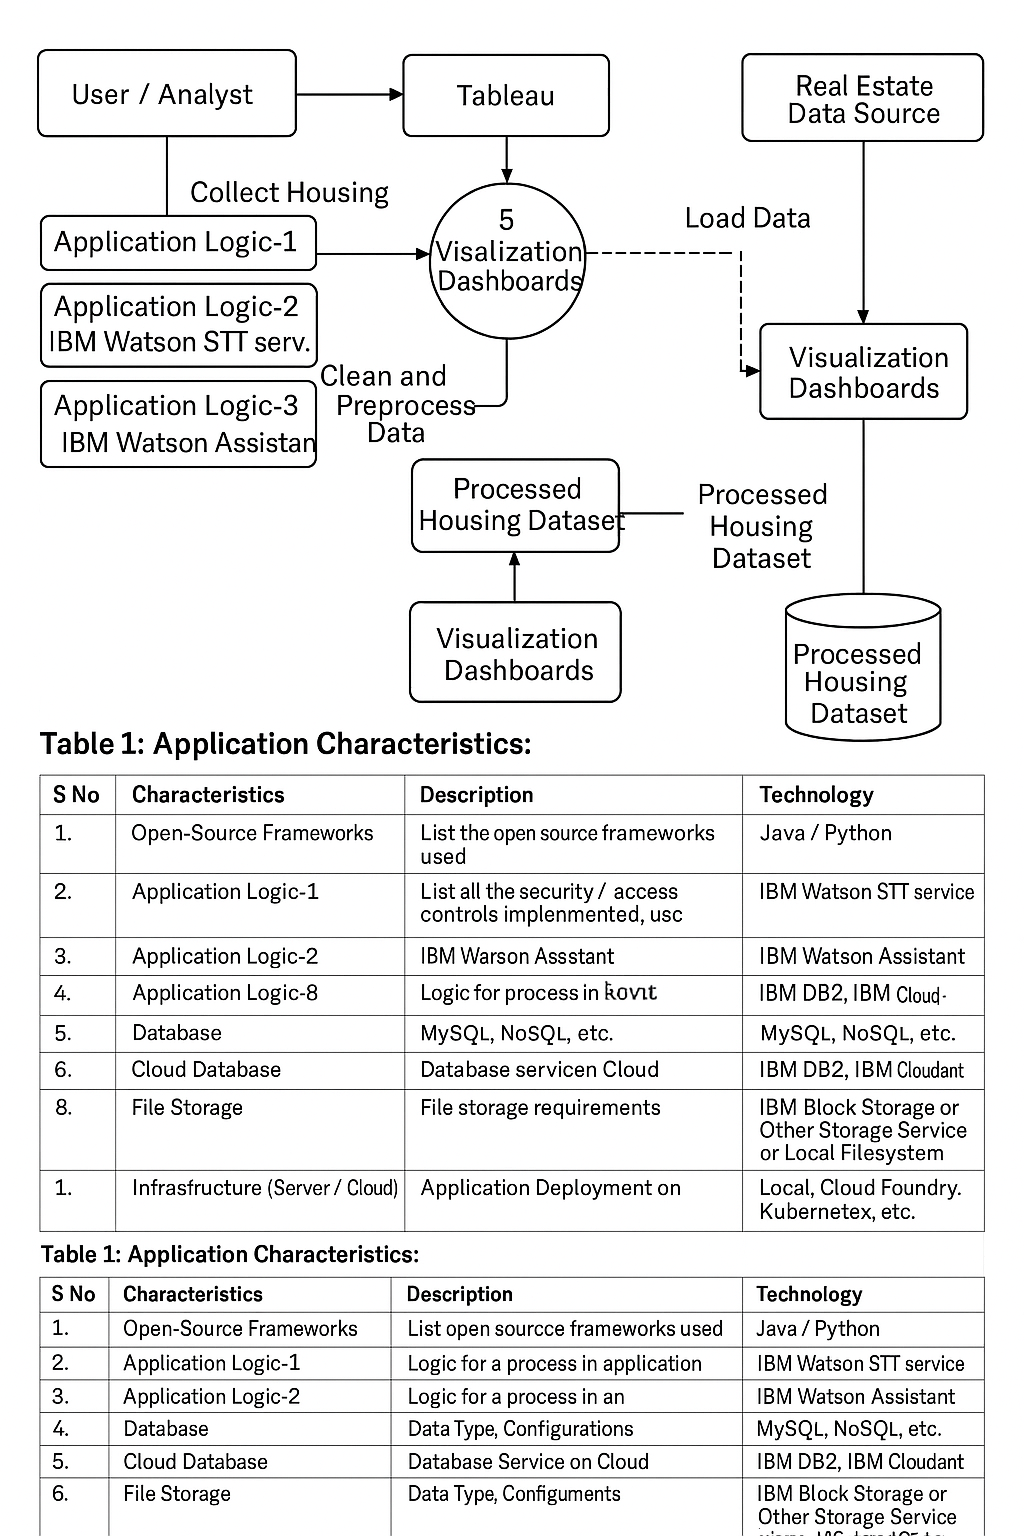 User / Analyst
Tableau
Real Estate
Data Source
Collect Housing
Application Logic-1
5
Visalization
Dashboards
Load Data
Application Logic-2
IBM Watson STT serv.
Visualization
Dashboards
Clean and
Preprocess
Data
Application Logic-3
IBM Watson Assistan
Processed
Housing Dataset
Processed
Housing
Dataset
Visualization
Dashboards
Processed
Housing
Dataset
Table 1: Application Characteristics:
S No Characteristics Description Technology
1. Open-Source Frameworks List the open source frameworks Java / Python
used
2. Application Logic-1 List all the security / access IBM Watson STT service
controls implenmented, usc
3. Application Logic-2 IBM Warson Assstant IBM Watson Assistant
4. Application Logic-8 Logic for process in IBM DB2, IBM Cloud-
5. Database MySQL, NoSQL, etc. MySQL, NoSQL, etc.
6. Cloud Database Database servicen Cloud IBM DB2, IBM Cloudant
8. File Storage File storage requirements IBM Block Storage or
Other Storage Service
or Local Filesystem
1. Infrasfructure (Server / Cloud) Application Deployment on Local, Cloud Foundry.
Kubernetex, etc.
Table 1: Application Characteristics:
S No Characteristics Description Technology
1. Open-Source Frameworks List open sourcce frameworks used Java / Python
2. Application Logic-1 Logic for a process in application IBM Watson STT service
3. Application Logic-2 Logic for a process in an IBM Watson Assistant
4. Database Data Type, Configurations MySQL, NoSQL, etc.
5. Cloud Database Database Service on Cloud IBM DB2, IBM Cloudant
6. File Storage Data Type, Configuments IBM Block Storage or
Other Storage Service